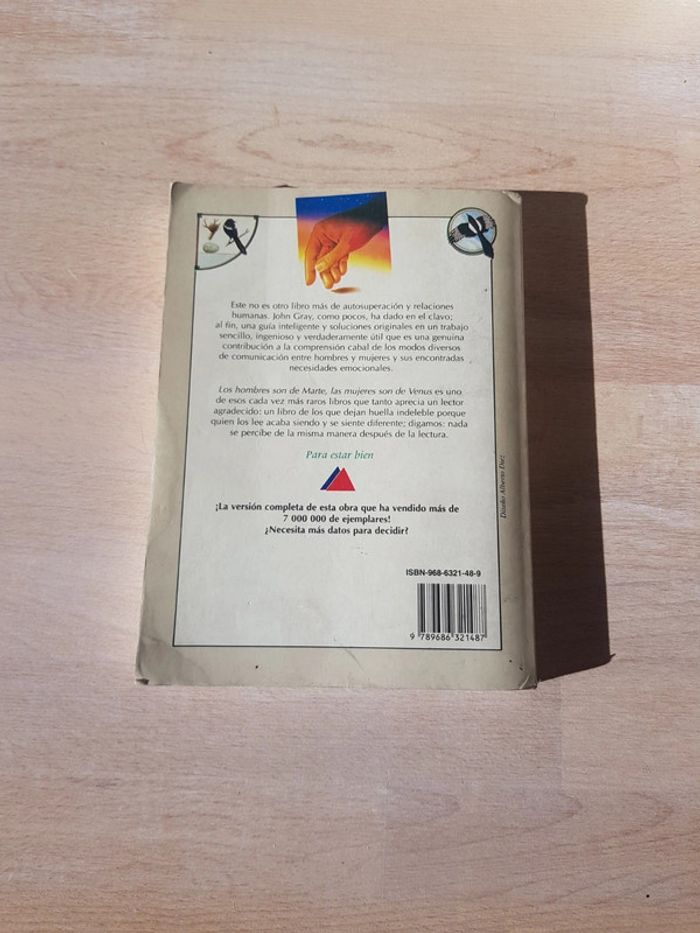 Este no es otro libro más de autosuperación y relaciones
humanas. John Gray, como pocos, ha dado en el clavo;
al fin, una guía inteligente y soluciones originales en un trabajo
sencillo, ingenioso y verdaderamente útil que es una genuina
contribución a la comprensión cabal de los modos diversos
de comunicación entre hombres y mujeres y sus encontradas
necesidades emocionales.
Los hombres son de Marte, las mujeres son de Venus es uno
de esos cada vez más raros libros que tanto aprecia un lector
agradecido: un libro de los que dejan huella indeleble porque
quien los lee acaba siendo y se siente diferente; digamos: nada
se percibe de la misma manera después de la lectura.
Para estar bien
¡La versión completa de esta obra que ha vendido más de
7 000 000 de ejemplares!
¿Necesita más datos para decidir?
Diseño Alberto Diez
ISBN-968-6321-48-9
9 789686 321487